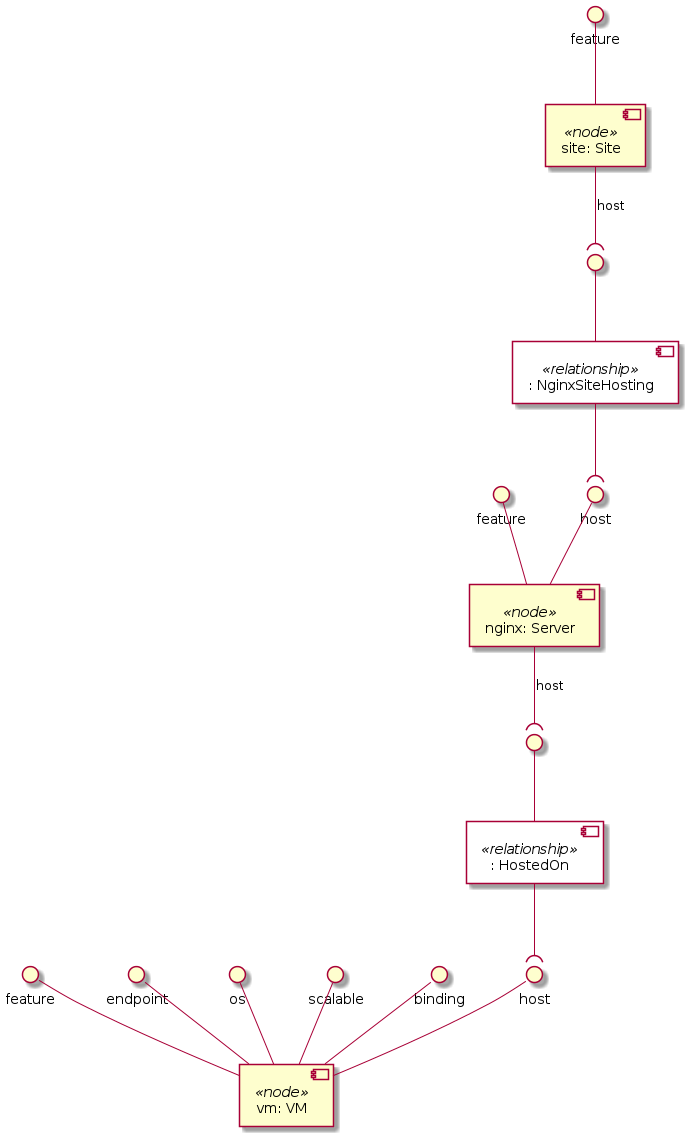 feature
«node»
site: Site
host
«relationship»
: NginxSiteHosting
feature
host
«node»
nginx: Server
host
«relationship»
: HostedOn
feature
endpoint
os
scalable
binding
host
«node»
vm: VM